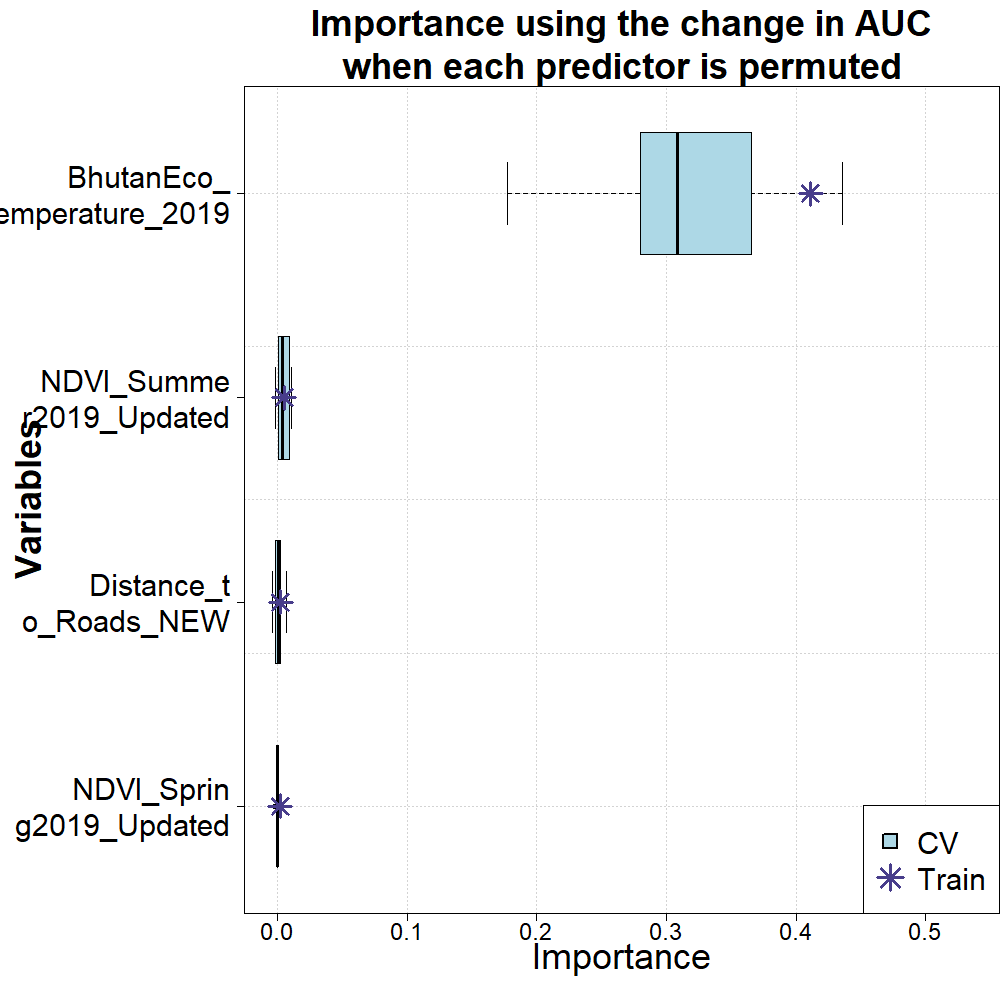 Importance using the change in AUC
when each predictor is permuted
BhutanEco_
emperature_2019
NDVI_Summe
r2019_Updated
Variables
Distance_t
o_Roads_NEW
NDVI_Sprin
g2019_Updated
CV
Train
0.0 0.1 0.2 0.3 0.4 0.5
Importance